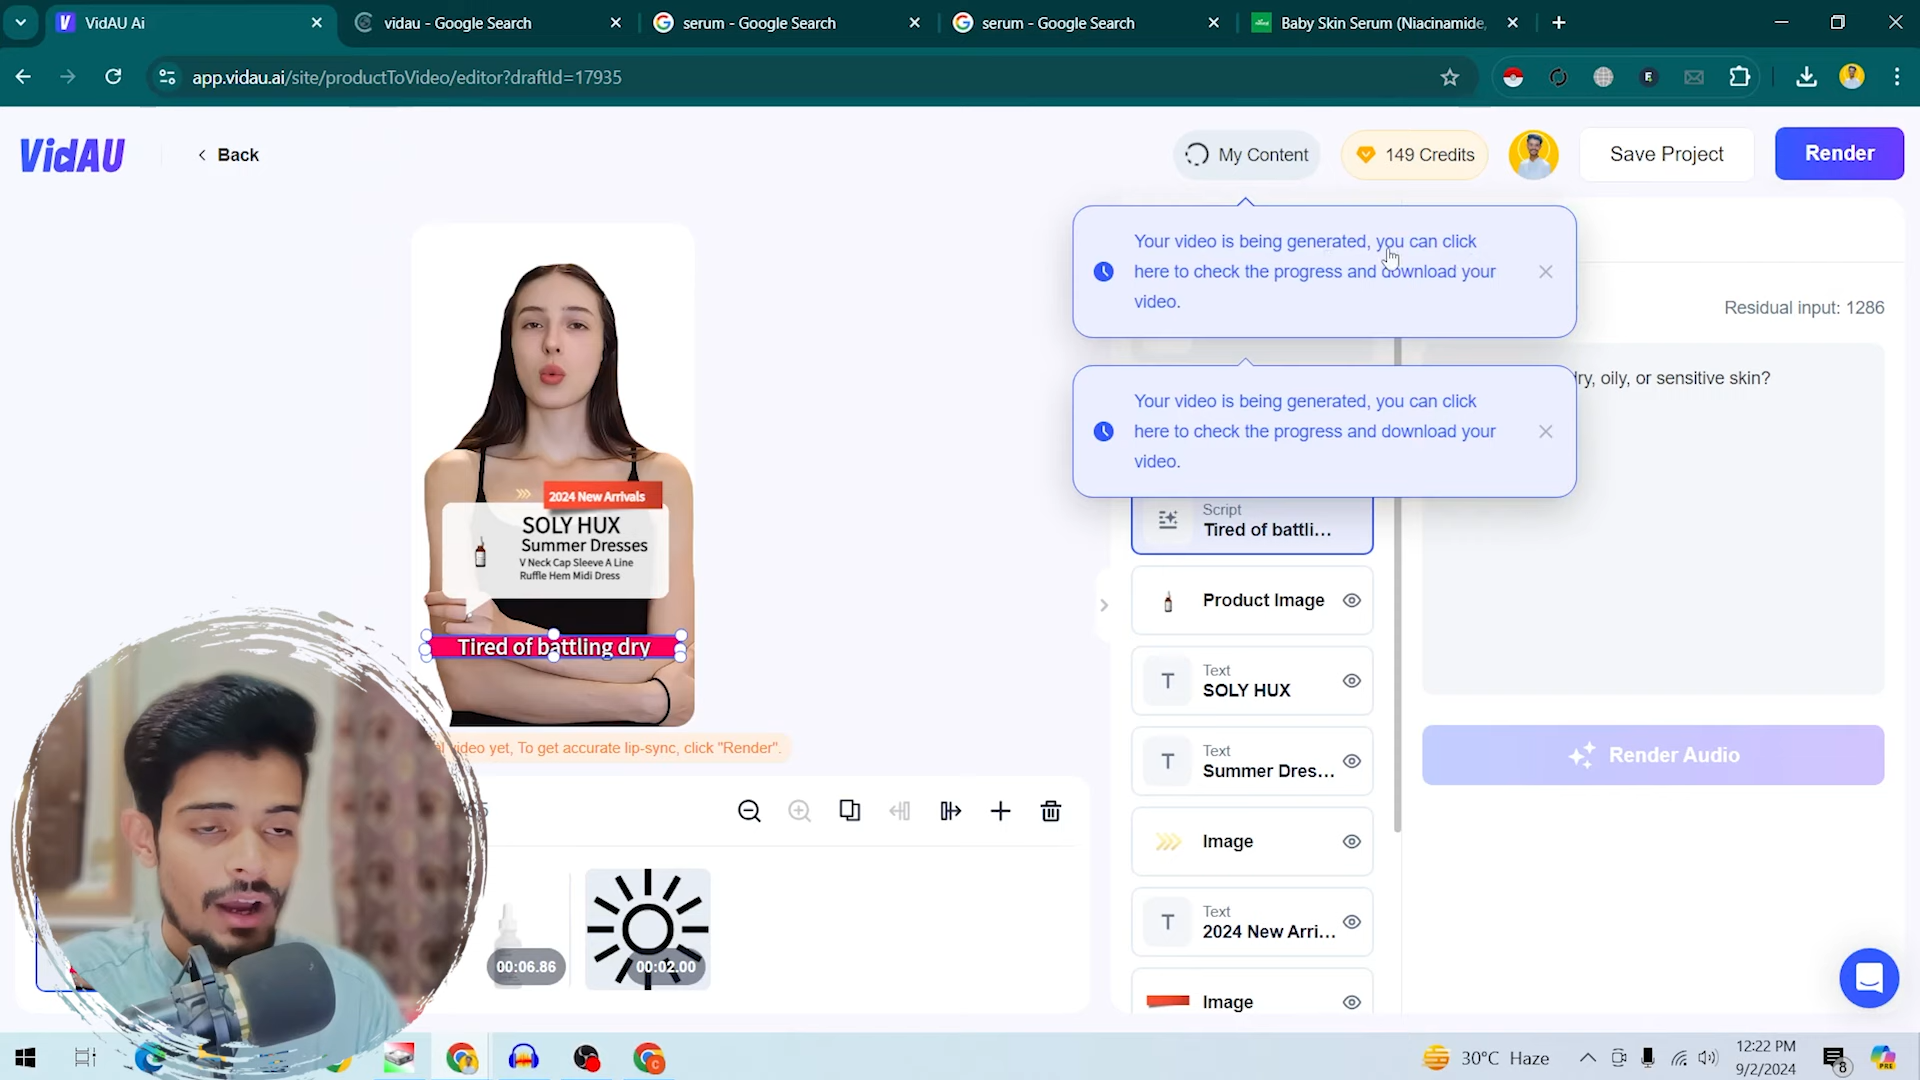 VidAU Ai
vidau - Google Search
serum - Google Search
serum - Google Search
Baby Skin Serum (Niacinamide,
app.vidau.ai/site/productToVideo/editor?draftId=17935
VidAU
Back
My Content
149 Credits
Save Project
Render
Your video is being generated, you can click
here to check the progress and download your
video.
Residual input: 1286
dry, oily, or sensitive skin?
Your video is being generated, you can click
here to check the progress and download your
video.
2024 New Arrivals
SOLY HUX
Summer Dresses
V Neck Cap Sleeve A Line
Ruffle Hem Midi Dress
Tired of battling dry
video yet, To get accurate lip-sync, click "Render".
Script
Tired of battli...
Product Image
T
Text
SOLY HUX
T
Text
Summer Dres...
Render Audio
Image
T
Text
2024 New Arri...
Image
00:06.86
00:02.00
30°C Haze
12:22 PM
9/2/2024
8
PRE